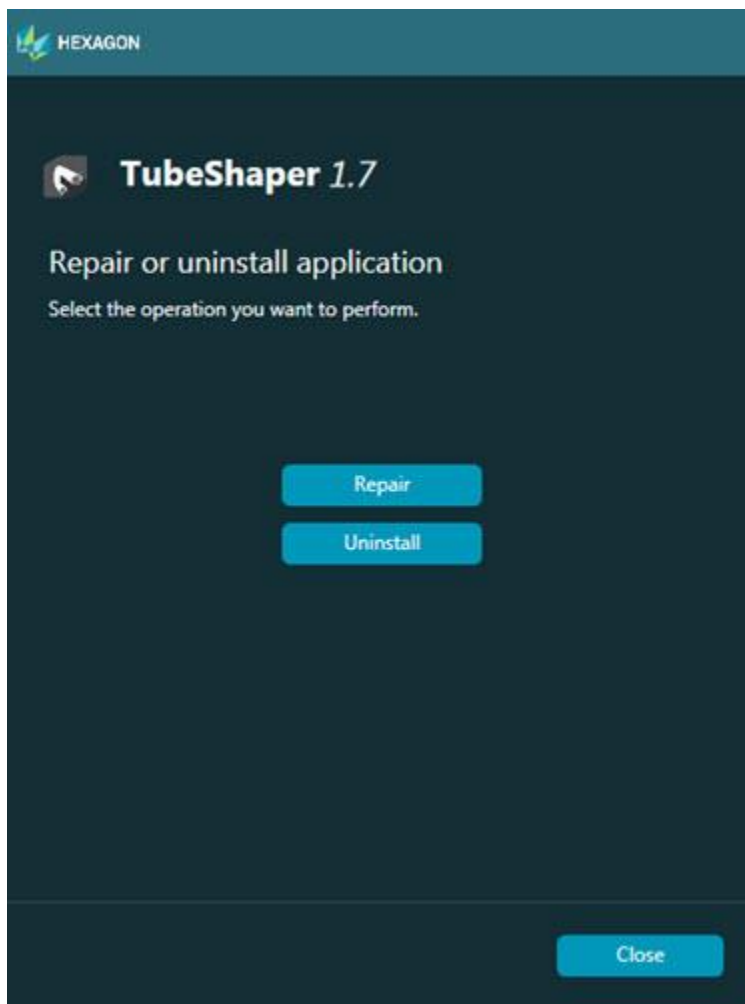 HEXAGON
TubeShaper 1.7
Repair or uninstall application
Select the operation you want to perform.
Repair
Uninstall
Close